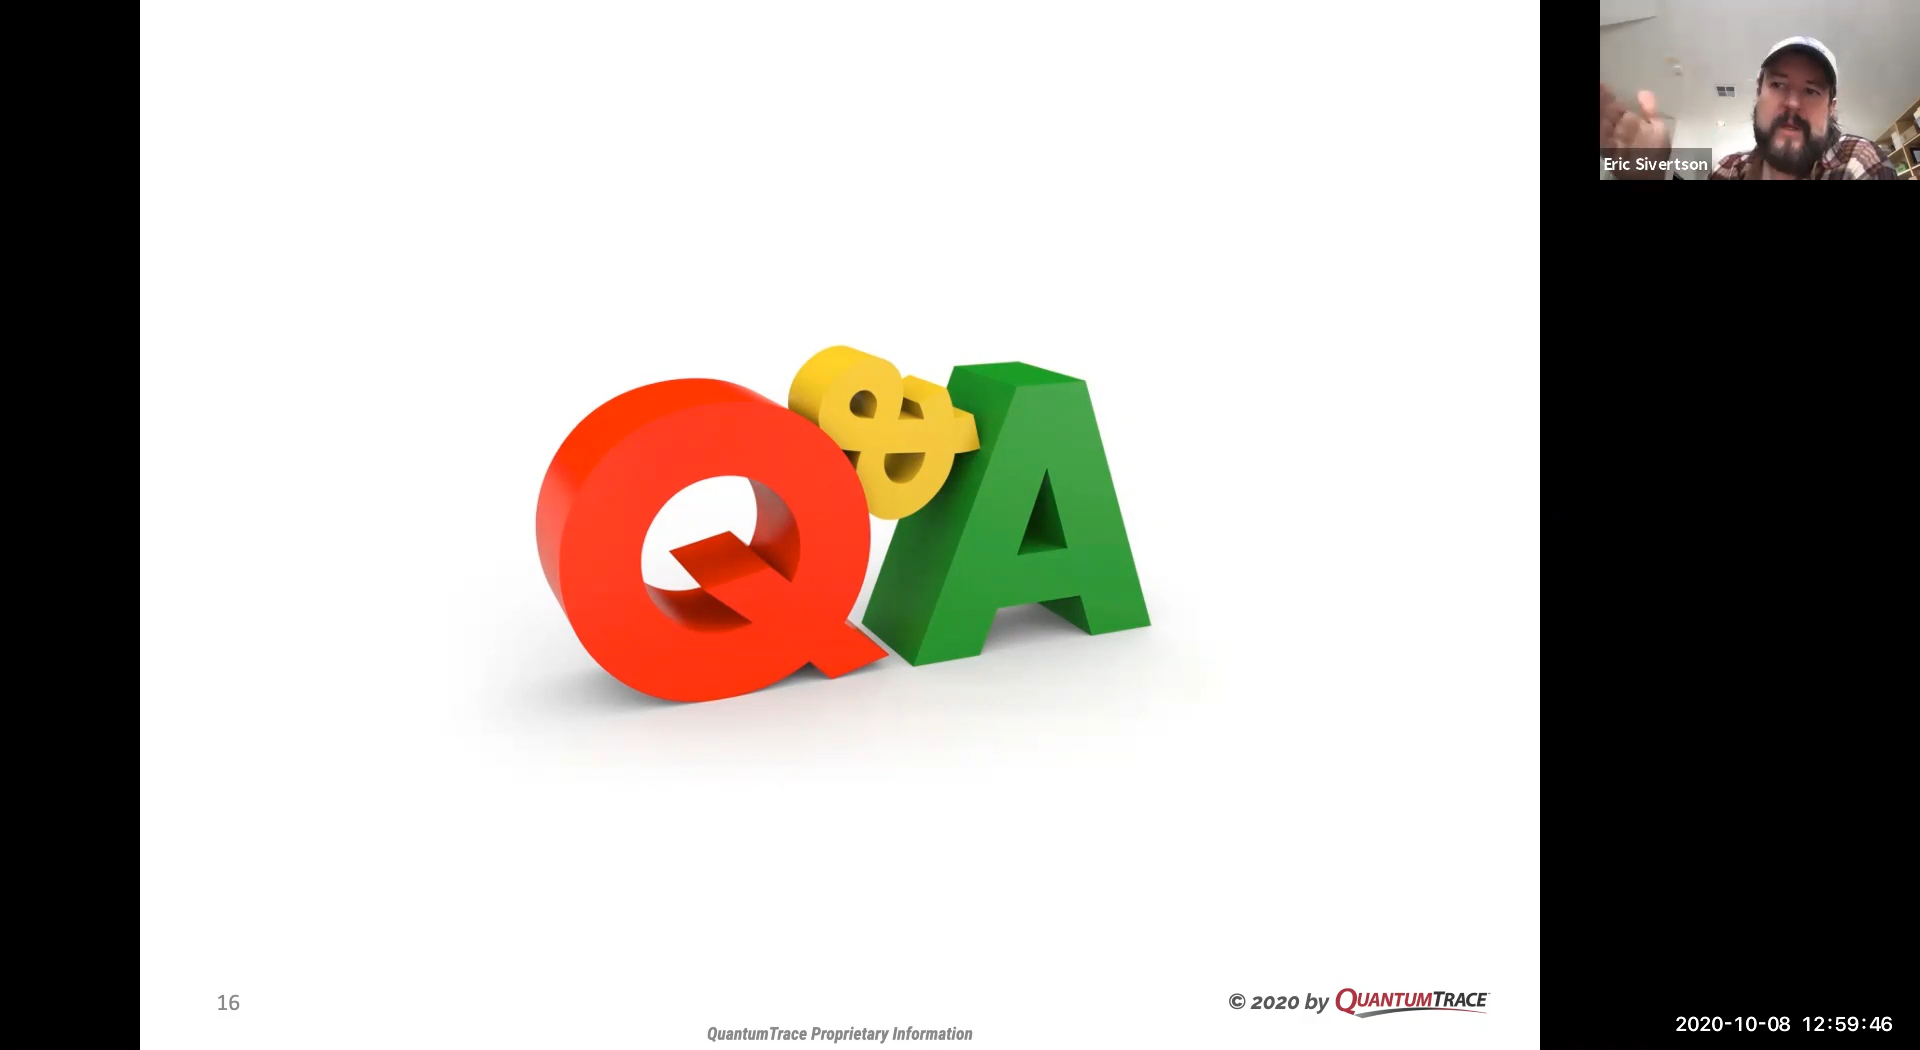 Q&A
Eric Sivertson
16
© 2020 by QUANTUMTRACE
QuantumTrace Proprietary Information
2020-10-08 12:59:46